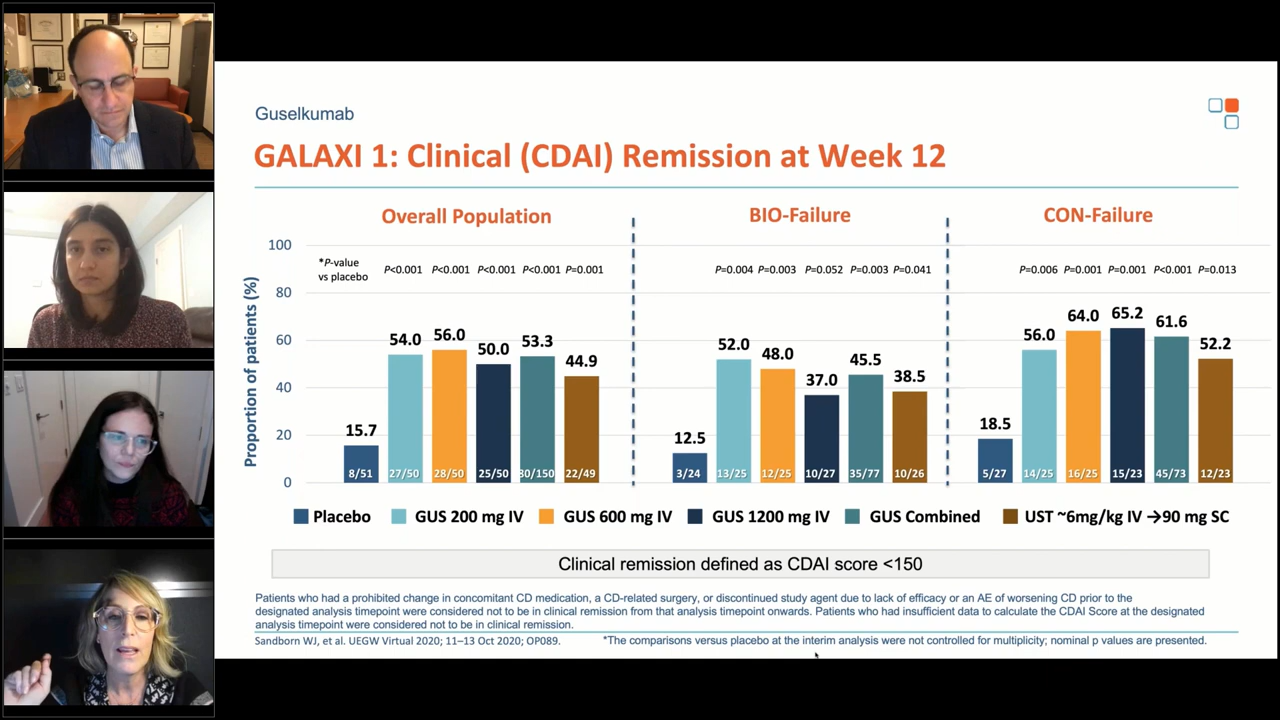 Guselkumab
GALAXI 1: Clinical (CDAI) Remission at Week 12
Overall Population
BIO-Failure
CON-Failure
Proportion of patients (%)
100
80
60
40
20
0
*P-value
vs placebo
P<0.001 P<0.001 P<0.001 P<0.001 P=0.001
15.7 54.0 56.0 50.0 53.3 44.9
8/51 27/50 28/50 25/50 80/150 22/49
P=0.004 P=0.003 P=0.052 P=0.003 P=0.041
12.5 52.0 48.0 37.0 45.5 38.5
3/24 13/25 12/25 10/27 35/77 10/26
P=0.006 P=0.001 P=0.001 P<0.001 P=0.013
18.5 56.0 64.0 65.2 61.6 52.2
5/27 14/25 16/25 15/23 45/73 12/23
Placebo GUS 200 mg IV GUS 600 mg IV GUS 1200 mg IV GUS Combined UST ~6mg/kg IV →90 mg SC
Clinical remission defined as CDAI score <150
Patients who had a prohibited change in concomitant CD medication, a CD-related surgery, or discontinued study agent due to lack of efficacy or an AE of worsening CD prior to the
designated analysis timepoint were considered not to be in clinical remission from that analysis timepoint onwards. Patients who had insufficient data to calculate the CDAI Score at the designated
analysis timepoint were considered not to be in clinical remission.
Sandborn WJ, et al. UEGW Virtual 2020; 11–13 Oct 2020; OP089.
*The comparisons versus placebo at the interim analysis were not controlled for multiplicity; nominal p values are presented.